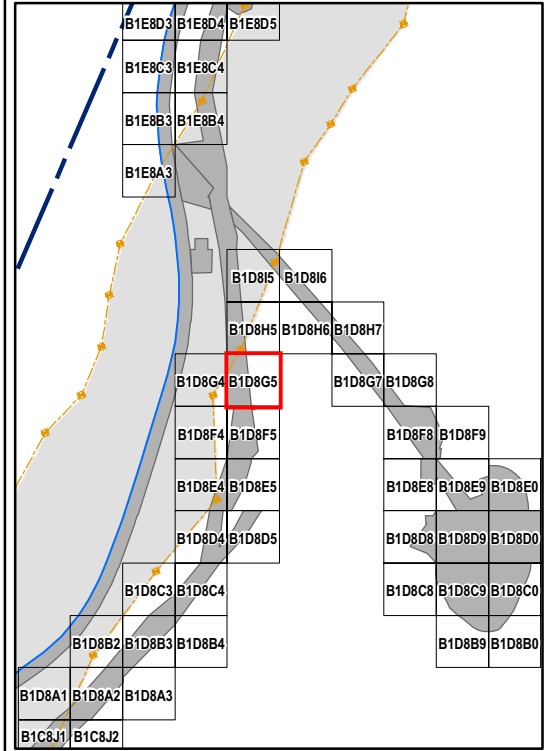 B1E8D3 B1E8D4 B1E8D5
B1E8C3 B1E8C4
B1E8B3 B1E8B4
B1E8A3
B1D8I5 B1D8I6
B1D8H5 B1D8H6 B1D8H7
B1D8G4 B1D8G5 B1D8G7 B1D8G8
B1D8F4 B1D8F5 B1D8F8 B1D8F9
B1D8E4 B1D8E5 B1D8E8 B1D8E9 B1D8E0
B1D8D4 B1D8D5 B1D8D8 B1D8D9 B1D8D0
B1D8C3 B1D8C4 B1D8C8 B1D8C9 B1D8C0
B1D8B2 B1D8B3 B1D8B4 B1D8B9 B1D8B0
B1D8A1 B1D8A2 B1D8A3
B1C8J1 B1C8J2